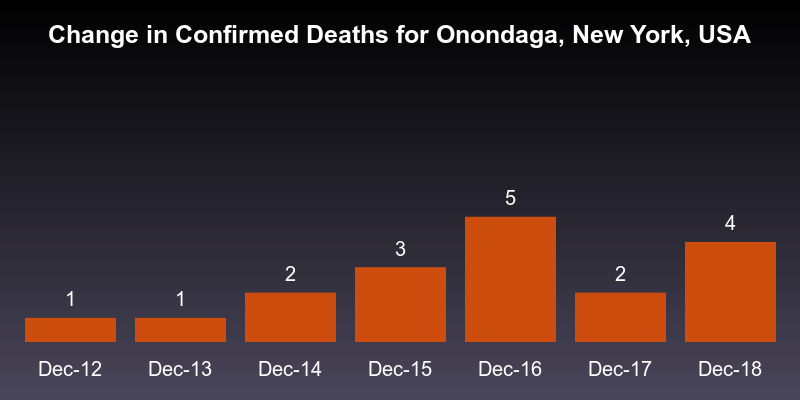 Change in Confirmed Deaths for Onondaga, New York, USA
5
4
3
2
2
1
1
Dec-12
Dec-13
Dec-14
Dec-15
Dec-16
Dec-17
Dec-18